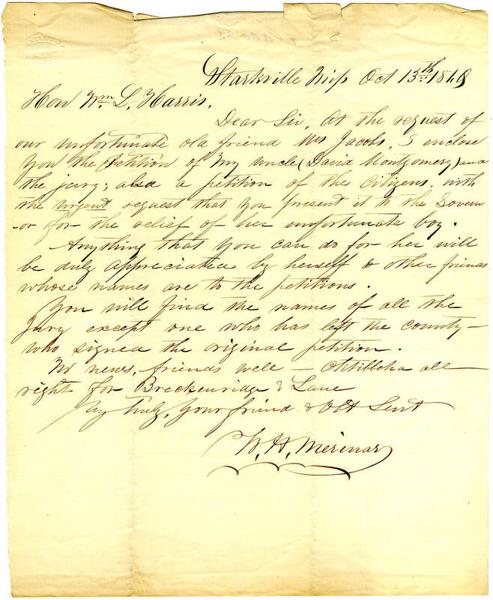 Starkville Miss Oct 13th 1860
Hon Wm L. Harris.
Dear Sir, At the request of
our unfortunate old friend Mrs Jacobs. I enclose
you the Petition of my uncle (David Montgomery) and
the jury; also a petition of the Citizens, with
the urgent request that you present it to the Govern
-or for the relief of her unfortunate boy.
Anything that you can do for her will
be duly appreciated by herself & other friends
whose names are to the petitions.
You will find the names of all the
Jury except one who has left the county—
who signed the original petition.
No news, friends well — Oktibbeha all
right for Breckenridge & Lane
Very Truly, Your friend & Obt Servt
W. H.